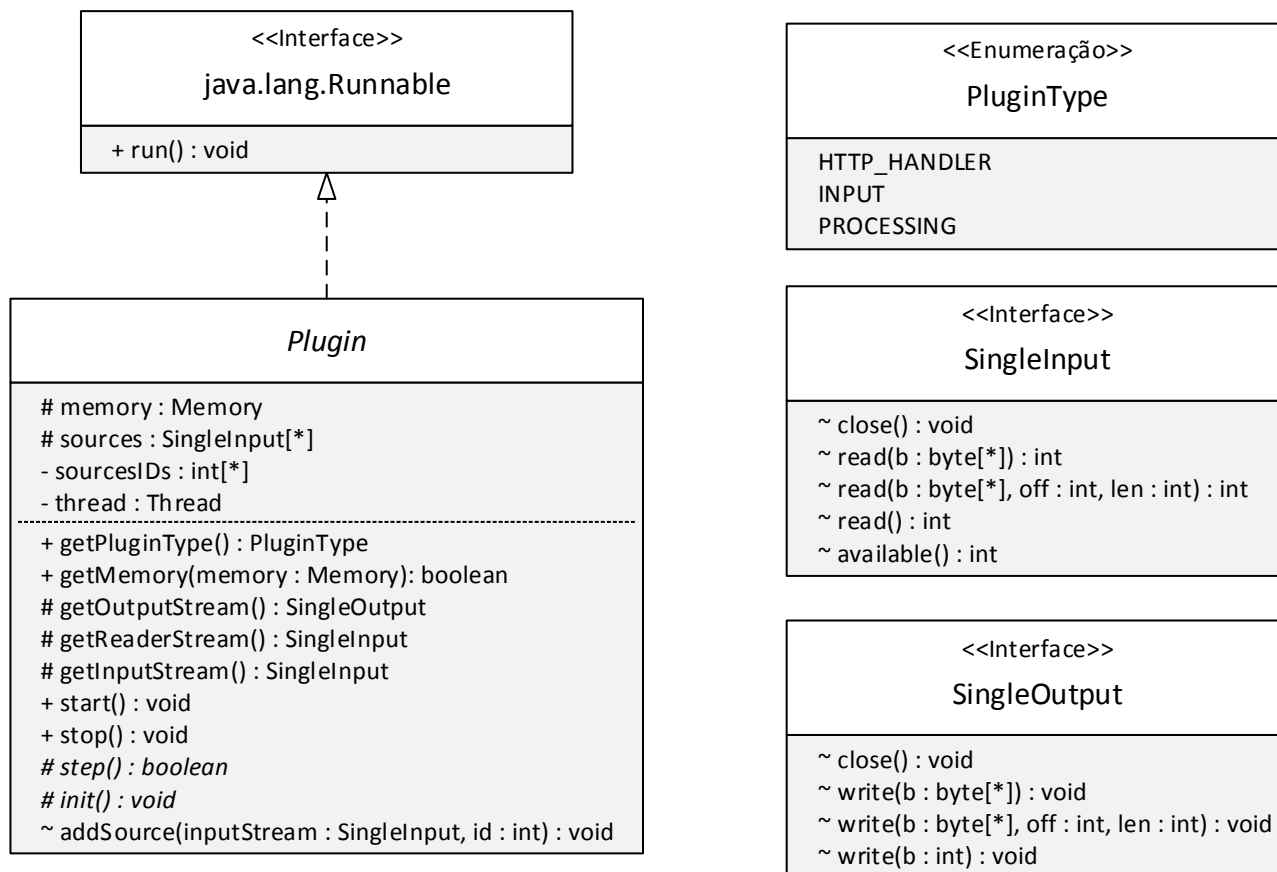 <<Interface>>
java.lang.Runnable
+ run() : void
Plugin
# memory : Memory
# sources : SingleInput[*]
- sourcesIDs : int[*]
- thread : Thread
+ getPluginType() : PluginType
+ getMemory(memory : Memory): boolean
# getOutputStream() : SingleOutput
# getReaderStream() : SingleInput
# getInputStream() : SingleInput
+ start() : void
+ stop() : void
# step() : boolean
# init() : void
~ addSource(inputStream : SingleInput, id : int) : void
<<Enumeração>>
PluginType
HTTP_HANDLER
INPUT
PROCESSING
<<Interface>>
SingleInput
~ close() : void
~ read(b : byte[*]) : int
~ read(b : byte[*], off : int, len : int) : int
~ read() : int
~ available() : int
<<Interface>>
SingleOutput
~ close() : void
~ write(b : byte[*]) : void
~ write(b : byte[*], off : int, len : int) : void
~ write(b : int) : void